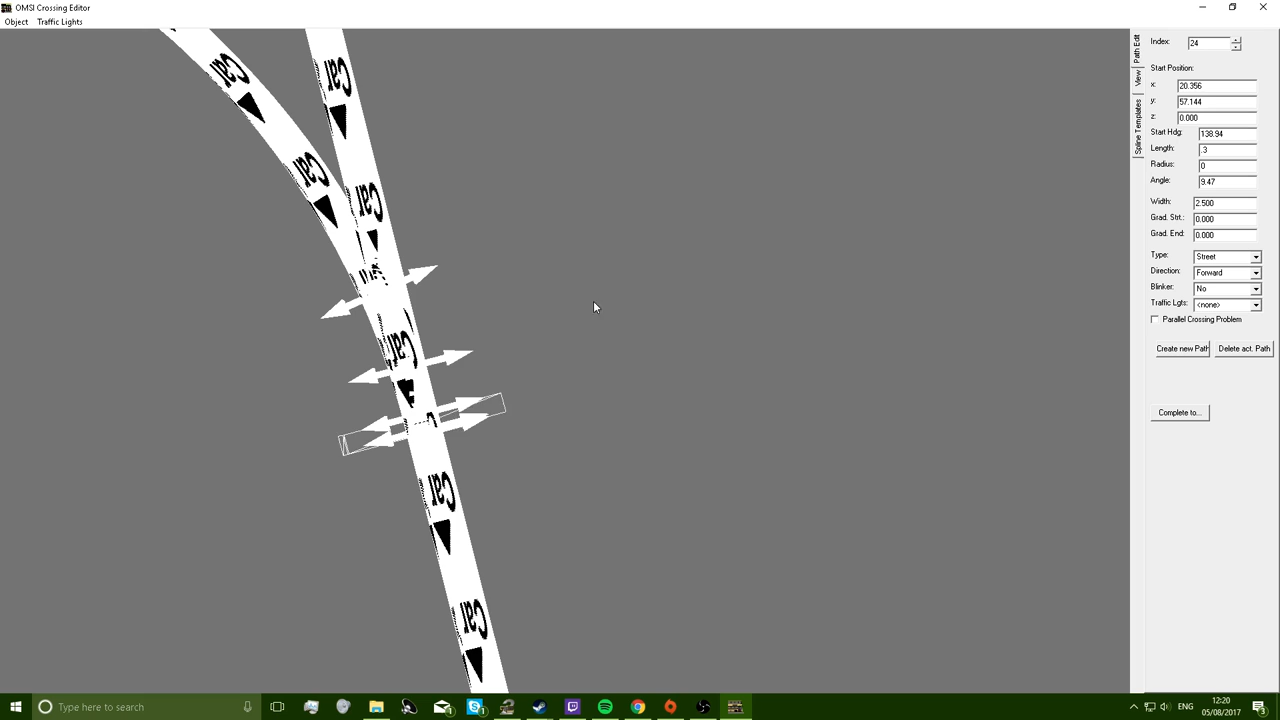 OMSI Crossing Editor
Object Traffic Lights
Path Edit
View
Spline Templates
Index: 24
Start Position:
x: 20.356
y: 57.144
z: 0.000
Start Hdg: 138.94
Length: .3
Radius: 0
Angle: 9.47
Width: 2.500
Grad. Strt.: 0.000
Grad. End: 0.000
Type: Street
Direction: Forward
Blinker: No
Traffic Lgts: <none>
Parallel Crossing Problem
Create new Path Delete act. Path
Complete to...
Car
Car
Car
Car
Car
Car
Car
Type here to search
ENG
12:20
05/08/2017